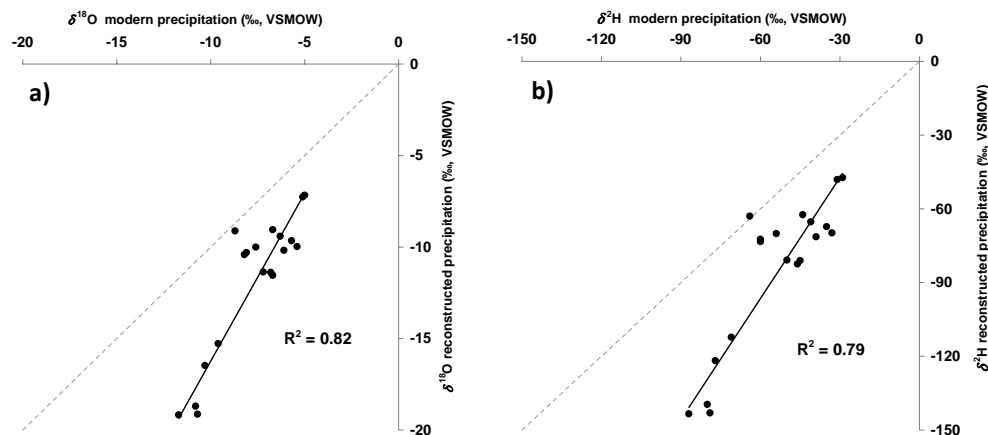 δ¹⁸O modern precipitation (‰, VSMOW)
-20 -15 -10 -5 0
0
-5
-10
-15
-20
δ¹⁸O reconstructed precipitation (‰, VSMOW)
a)
R² = 0.82
δ²H modern precipitation (‰, VSMOW)
-150 -120 -90 -60 -30 0
0
-30
-60
-90
-120
-150
δ²H reconstructed precipitation (‰, VSMOW)
b)
R² = 0.79